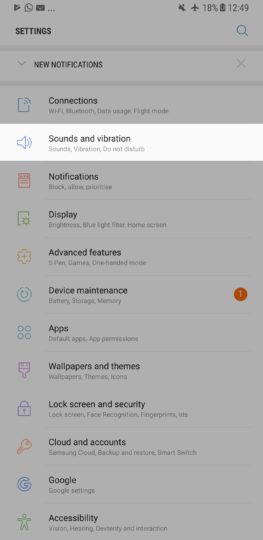 ... 18% 12:49
SETTINGS
NEW NOTIFICATIONS
Connections
Wi-Fi, Bluetooth, Data usage, Flight mode
Sounds and vibration
Sounds, Vibration, Do not disturb
Notifications
Block, allow, prioritise
Display
Brightness, Blue light filter, Home screen
Advanced features
S Pen, Games, One-handed mode
Device maintenance
Battery, Storage, Memory
1
Apps
Default apps, App permissions
Wallpapers and themes
Wallpapers, Themes, Icons
Lock screen and security
Lock screen, Face Recognition, Fingerprints, Iris
Cloud and accounts
Samsung Cloud, Backup and restore, Smart Switch
Google
Google settings
Accessibility
Vision, Hearing, Dexterity and interaction